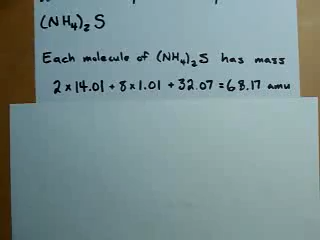 (NH₄)₂S
Each molecule of (NH₄)₂S has mass
2 × 14.01 + 8 × 1.01 + 32.07 = 68.17 amu